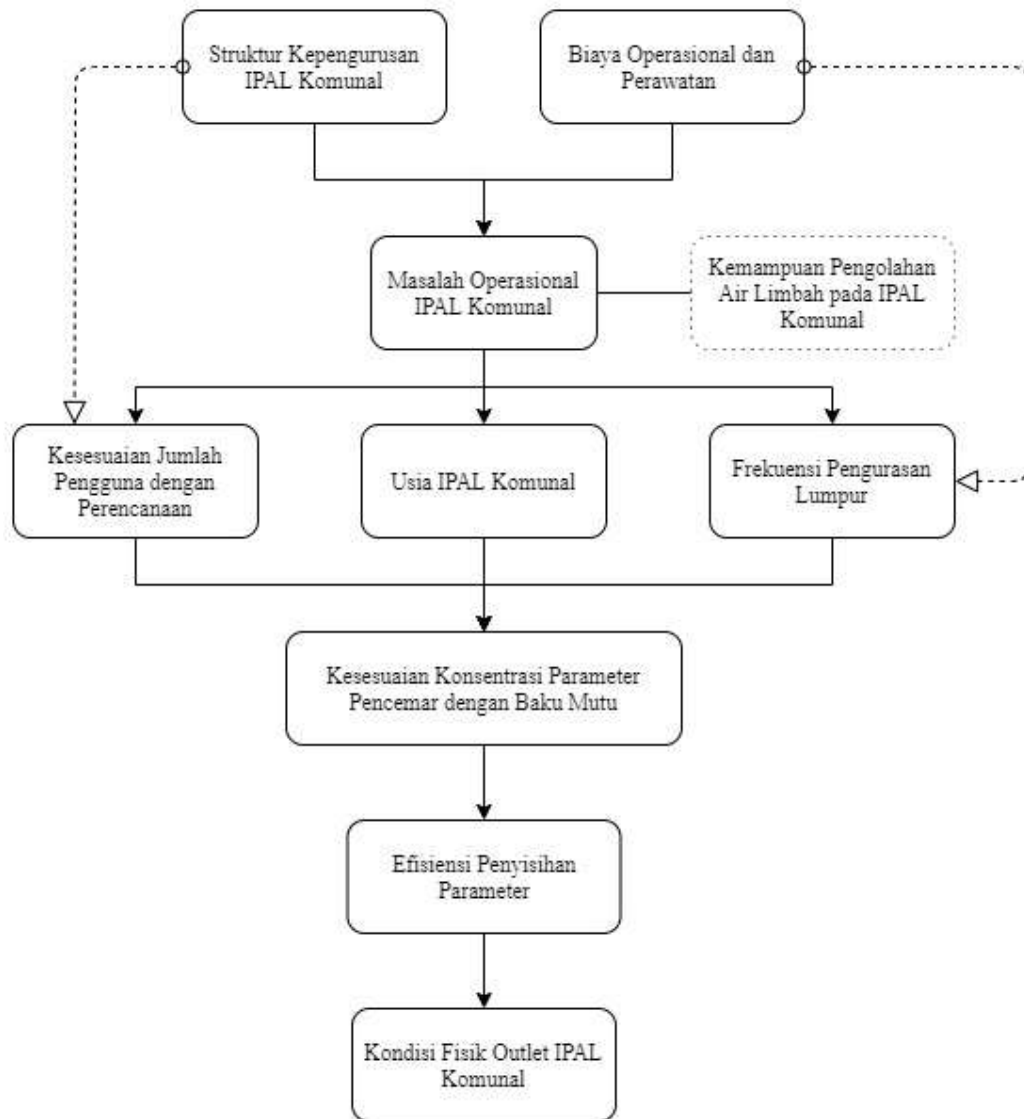 Struktur Kepengurusan
IPAL Komunal
Biaya Operasional dan
Perawatan
Masalah Operasional
IPAL Komunal
Kemampuan Pengolahan
Air Limbah pada IPAL
Komunal
Kesesuaian Jumlah
Pengguna dengan
Perencanaan
Usia IPAL Komunal
Frekuensi Pengurasan
Lumpur
Kesesuaian Konsentrasi Parameter
Pencemar dengan Baku Mutu
Efisiensi Penyisihan
Parameter
Kondisi Fisik Outlet IPAL
Komunal